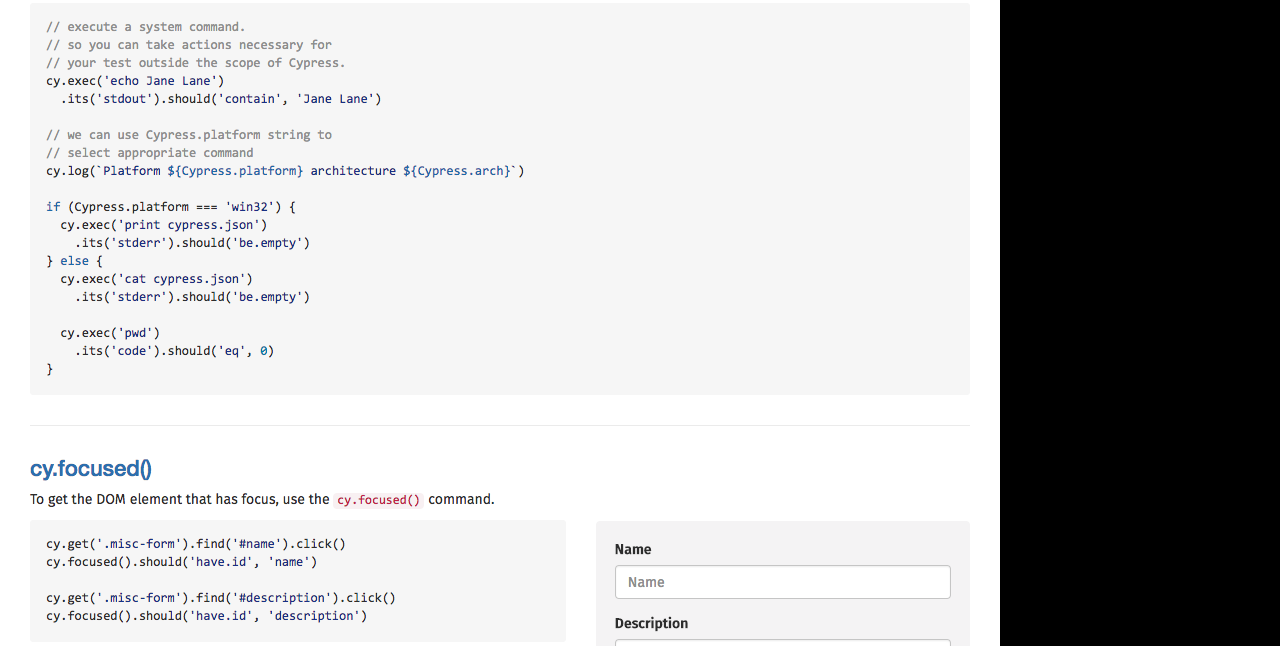 // execute a system command.
// so you can take actions necessary for
// your test outside the scope of Cypress.
cy.exec('echo Jane Lane')
  .its('stdout').should('contain', 'Jane Lane')

// we can use Cypress.platform string to
// select appropriate command
cy.log(`Platform ${Cypress.platform} architecture ${Cypress.arch}`)

if (Cypress.platform === 'win32') {
  cy.exec('print cypress.json')
    .its('stderr').should('be.empty')
} else {
  cy.exec('cat cypress.json')
    .its('stderr').should('be.empty')

  cy.exec('pwd')
    .its('code').should('eq', 0)
}

cy.focused()
To get the DOM element that has focus, use the cy.focused() command.
cy.get('.misc-form').find('#name').click()
cy.focused().should('have.id', 'name')

cy.get('.misc-form').find('#description').click()
cy.focused().should('have.id', 'description')
Name
Name
Description